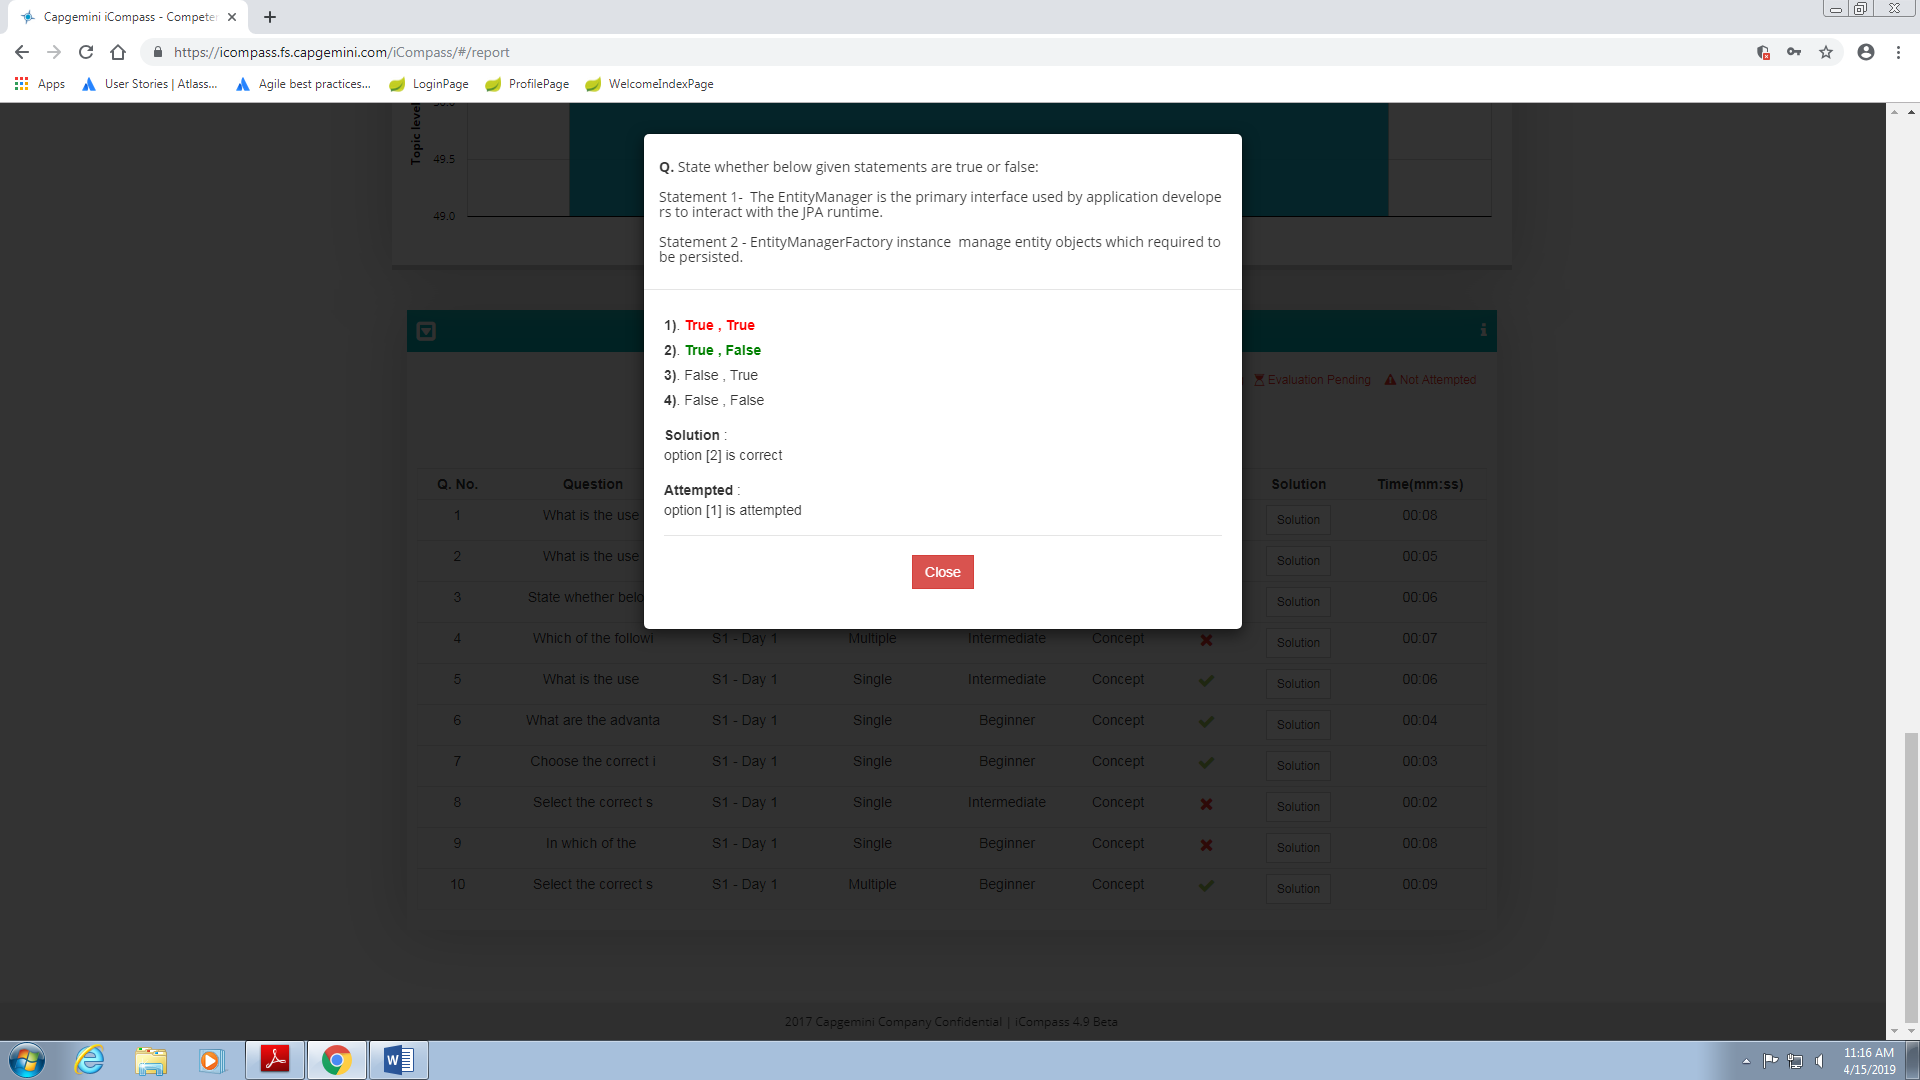 Capgemini iCompass - Competen
https://icompass.fs.capgemini.com/iCompass/#/report
Apps
User Stories | Atlass...
Agile best practices...
LoginPage
ProfilePage
WelcomeIndexPage
Topic level
49.5
49.0
Q. State whether below given statements are true or false:
Statement 1-  The EntityManager is the primary interface used by application develope
rs to interact with the JPA runtime.
Statement 2 - EntityManagerFactory instance  manage entity objects which required to
be persisted.
1). True , True
2). True , False
3). False , True
4). False , False
Solution :
option [2] is correct
Attempted :
option [1] is attempted
Close
Evaluation Pending
Not Attempted
Q. No. Question Solution Time(mm:ss)
1 What is the use Solution 00:08
2 What is the use Solution 00:05
3 State whether belo Solution 00:06
4 Which of the followi S1 - Day 1 Multiple Intermediate Concept Solution 00:07
5 What is the use S1 - Day 1 Single Intermediate Concept Solution 00:06
6 What are the advanta S1 - Day 1 Single Beginner Concept Solution 00:04
7 Choose the correct i S1 - Day 1 Single Beginner Concept Solution 00:03
8 Select the correct s S1 - Day 1 Single Intermediate Concept Solution 00:02
9 In which of the S1 - Day 1 Single Beginner Concept Solution 00:08
10 Select the correct s S1 - Day 1 Multiple Beginner Concept Solution 00:09
2017 Capgemini Company Confidential | iCompass 4.9 Beta
11:16 AM
4/15/2019